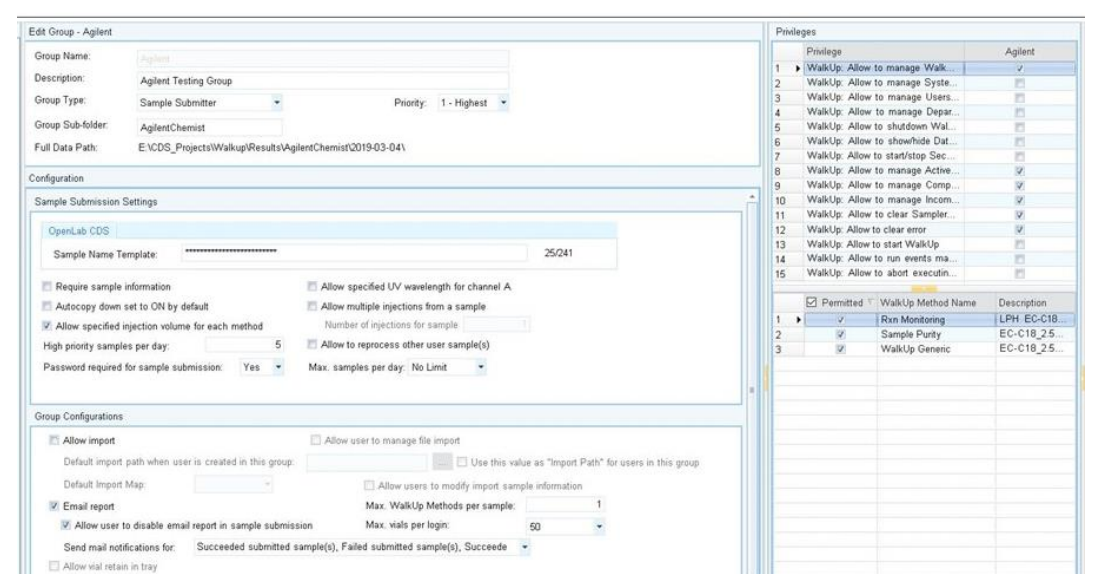 Edit Group - Agilent
Group Name: Agilent
Description: Agilent Testing Group
Group Type: Sample Submitter Priority: 1 - Highest
Group Sub-folder: AgilentChemist
Full Data Path: E:\CDS_Projects\Walkup\Results\AgilentChemist\2019-03-04\
Configuration
Sample Submission Settings
OpenLab CDS
Sample Name Template: 25/241
Require sample information
Allow specified UV wavelength for channel A
Autocopy down set to ON by default
Allow multiple injections from a sample
Allow specified injection volume for each method
Number of injections for sample 1
High priority samples per day: 5
Allow to reprocess other user sample(s)
Password required for sample submission: Yes
Max. samples per day: No Limit
Group Configurations
Allow import
Allow user to manage file import
Default import path when user is created in this group: ... Use this value as "Import Path" for users in this group
Default Import Map:
Allow users to modify import sample information
Email report
Max. WalkUp Methods per sample: 1
Allow user to disable email report in sample submission
Max. vials per login: 50
Send mail notifications for: Succeeded submitted sample(s), Failed submitted sample(s), Succeede
Allow vial retain in tray
Privileges
Privilege Agilent
1 WalkUp: Allow to manage Walk...
2 WalkUp: Allow to manage Syste...
3 WalkUp: Allow to manage Users...
4 WalkUp: Allow to manage Depar...
5 WalkUp: Allow to shutdown Wal...
6 WalkUp: Allow to show/hide Dat...
7 WalkUp: Allow to start/stop Sec...
8 WalkUp: Allow to manage Active...
9 WalkUp: Allow to manage Comp...
10 WalkUp: Allow to manage Incom...
11 WalkUp: Allow to clear Sampler...
12 WalkUp: Allow to clear error
13 WalkUp: Allow to start WalkUp
14 WalkUp: Allow to run events ma...
15 WalkUp: Allow to abort executin...
Permitted WalkUp Method Name Description
1 Rxn Monitoring LPH EC-C18...
2 Sample Purity EC-C18_2.5...
3 WalkUp Generic EC-C18_2.5...